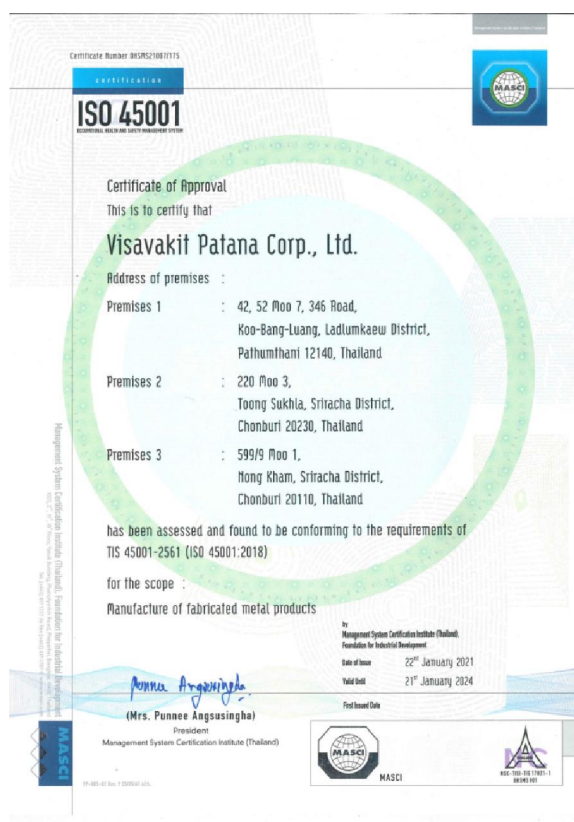 Certificate Number OHSMS21007/175
certification
ISO 45001
OCCUPATIONAL HEALTH AND SAFETY MANAGEMENT SYSTEM
MASCI
Certificate of Approval
This is to certify that
Visavakit Patana Corp., Ltd.
Address of premises :
Premises 1 : 42, 52 Moo 7, 346 Road,
Koo-Bang-Luang, Ladlumkaew District,
Pathumthani 12140, Thailand
Premises 2 : 220 Moo 3,
Toong Sukhla, Sriracha District,
Chonburi 20230, Thailand
Premises 3 : 599/9 Moo 1,
Nong Kham, Sriracha District,
Chonburi 20110, Thailand
has been assessed and found to be conforming to the requirements of
TIS 45001-2561 (ISO 45001:2018)
for the scope :
Manufacture of fabricated metal products
by
Management System Certification Institute (Thailand),
Foundation for Industrial Development
Date of Issue 22nd January 2021
Valid Until 21st January 2024
First Issued Date
Punnee Angsusingha
(Mrs. Punnee Angsusingha)
President
Management System Certification Institute (Thailand)
MASCI
MASCI
NAC
Management System Certification Institute (Thailand), Foundation for Industrial Development
MASCI